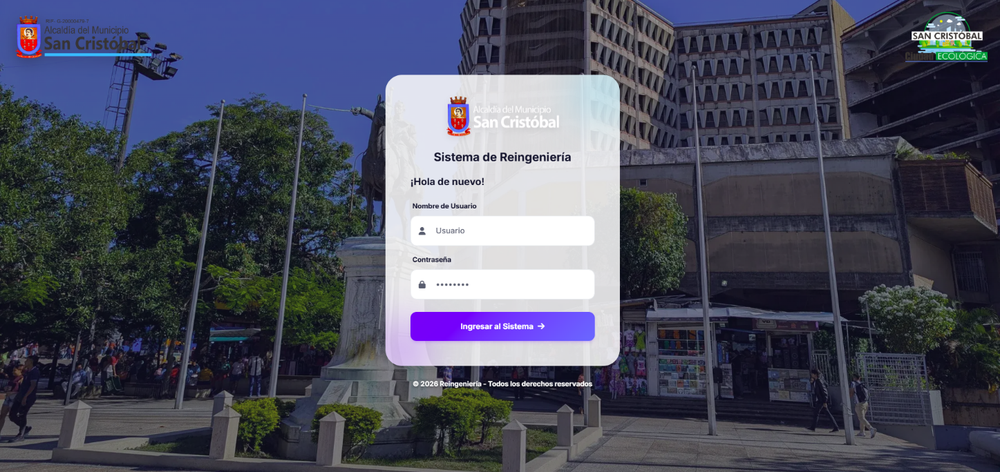 RIF: G-20000479-7
Alcaldía del Municipio
San Cristóbal
SAN CRISTÓBAL
Ciudad ECOLÓGICA
Alcaldía del Municipio
San Cristóbal
Sistema de Reingeniería
¡Hola de nuevo!
Nombre de Usuario
Usuario
Contraseña
••••••••
Ingresar al Sistema →
© 2026 Reingeniería - Todos los derechos reservados